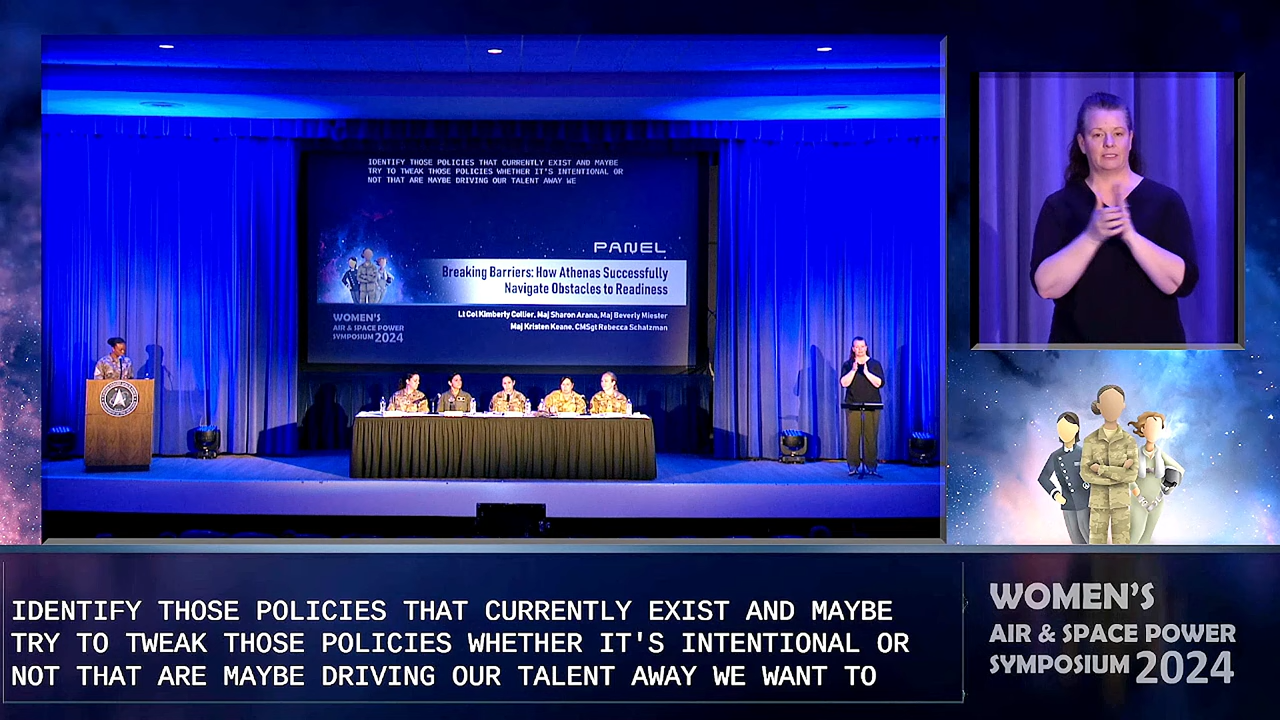 IDENTIFY THOSE POLICIES THAT CURRENTLY EXIST AND MAYBE
TRY TO TWEAK THOSE POLICIES WHETHER IT'S INTENTIONAL OR
NOT THAT ARE MAYBE DRIVING OUR TALENT AWAY WE
PANEL
Breaking Barriers: How Athenas Successfully
Navigate Obstacles to Readiness
Lt Col Kimberly Collier, Maj Sharon Arana, Maj Beverly Miester
Maj Kristen Keane, CMSgt Rebecca Schatzman
WOMEN'S
AIR & SPACE POWER
SYMPOSIUM 2024
IDENTIFY THOSE POLICIES THAT CURRENTLY EXIST AND MAYBE
TRY TO TWEAK THOSE POLICIES WHETHER IT'S INTENTIONAL OR
NOT THAT ARE MAYBE DRIVING OUR TALENT AWAY WE WANT TO
WOMEN'S
AIR & SPACE POWER
SYMPOSIUM 2024